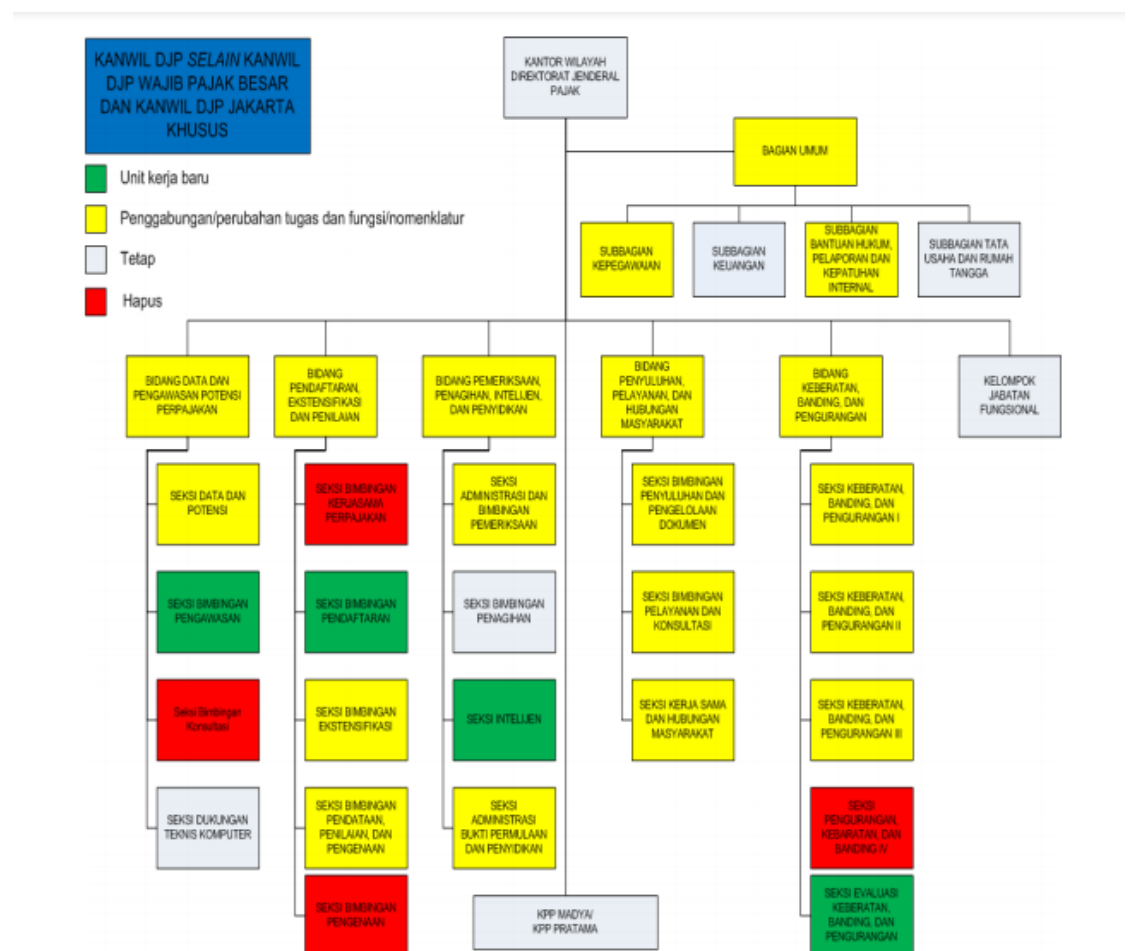 KANWIL DJP SELAIN KANWIL
DJP WAJIB PAJAK BESAR
DAN KANWIL DJP JAKARTA
KHUSUS
KANTOR WILAYAH
DIREKTORAT JENDERAL
PAJAK
BAGIAN UMUM
Unit kerja baru
Penggabungan/perubahan tugas dan fungsi/nomenklatur
Tetap
Hapus
SUBBAGIAN
KEPEGAWAIAN
SUBBAGIAN
KEUANGAN
SUBBAGIAN
BANTUAN HUKUM,
PELAPORAN DAN
KEPATUHAN
INTERNAL
SUBBAGIAN TATA
USAHA DAN RUMAH
TANGGA
BIDANG DATA DAN
PENGAWASAN POTENSI
PERPAJAKAN
BIDANG
PENDAFTARAN,
EKSTENSIFIKASI
DAN PENILAIAN
BIDANG PEMERIKSAAN,
PENAGIHAN, INTELIJEN,
DAN PENYIDIKAN
BIDANG
PENYULUHAN,
PELAYANAN, DAN
HUBUNGAN
MASYARAKAT
BIDANG
KEBERATAN,
BANDING, DAN
PENGURANGAN
KELOMPOK
JABATAN
FUNGSIONAL
SEKSI DATA DAN
POTENSI
SEKSI BIMBINGAN
PENGAWASAN
Seksi Bimbingan
Konsultasi
SEKSI DUKUNGAN
TEKNIS KOMPUTER
SEKSI BIMBINGAN
KERJASAMA
PERPAJAKAN
SEKSI BIMBINGAN
PENDAFTARAN
SEKSI BIMBINGAN
EKSTENSIFIKASI
SEKSI BIMBINGAN
PENDATAAN,
PENILAIAN, DAN
PENGENAAN
SEKSI BIMBINGAN
PENGENAAN
SEKSI
ADMINISTRASI DAN
BIMBINGAN
PEMERIKSAAN
SEKSI BIMBINGAN
PENAGIHAN
SEKSI INTELIJEN
SEKSI
ADMINISTRASI
BUKTI PERMULAAN
DAN PENYIDIKAN
SEKSI BIMBINGAN
PENYULUHAN DAN
PENGELOLAAN
DOKUMEN
SEKSI BIMBINGAN
PELAYANAN DAN
KONSULTASI
SEKSI KERJA SAMA
DAN HUBUNGAN
MASYARAKAT
SEKSI KEBERATAN,
BANDING, DAN
PENGURANGAN I
SEKSI KEBERATAN,
BANDING, DAN
PENGURANGAN II
SEKSI KEBERATAN,
BANDING, DAN
PENGURANGAN III
SEKSI
PENGURANGAN,
KEBARATAN, DAN
BANDING IV
SEKSI EVALUASI
KEBERATAN,
BANDING, DAN
PENGURANGAN
KPP MADYA/
KPP PRATAMA